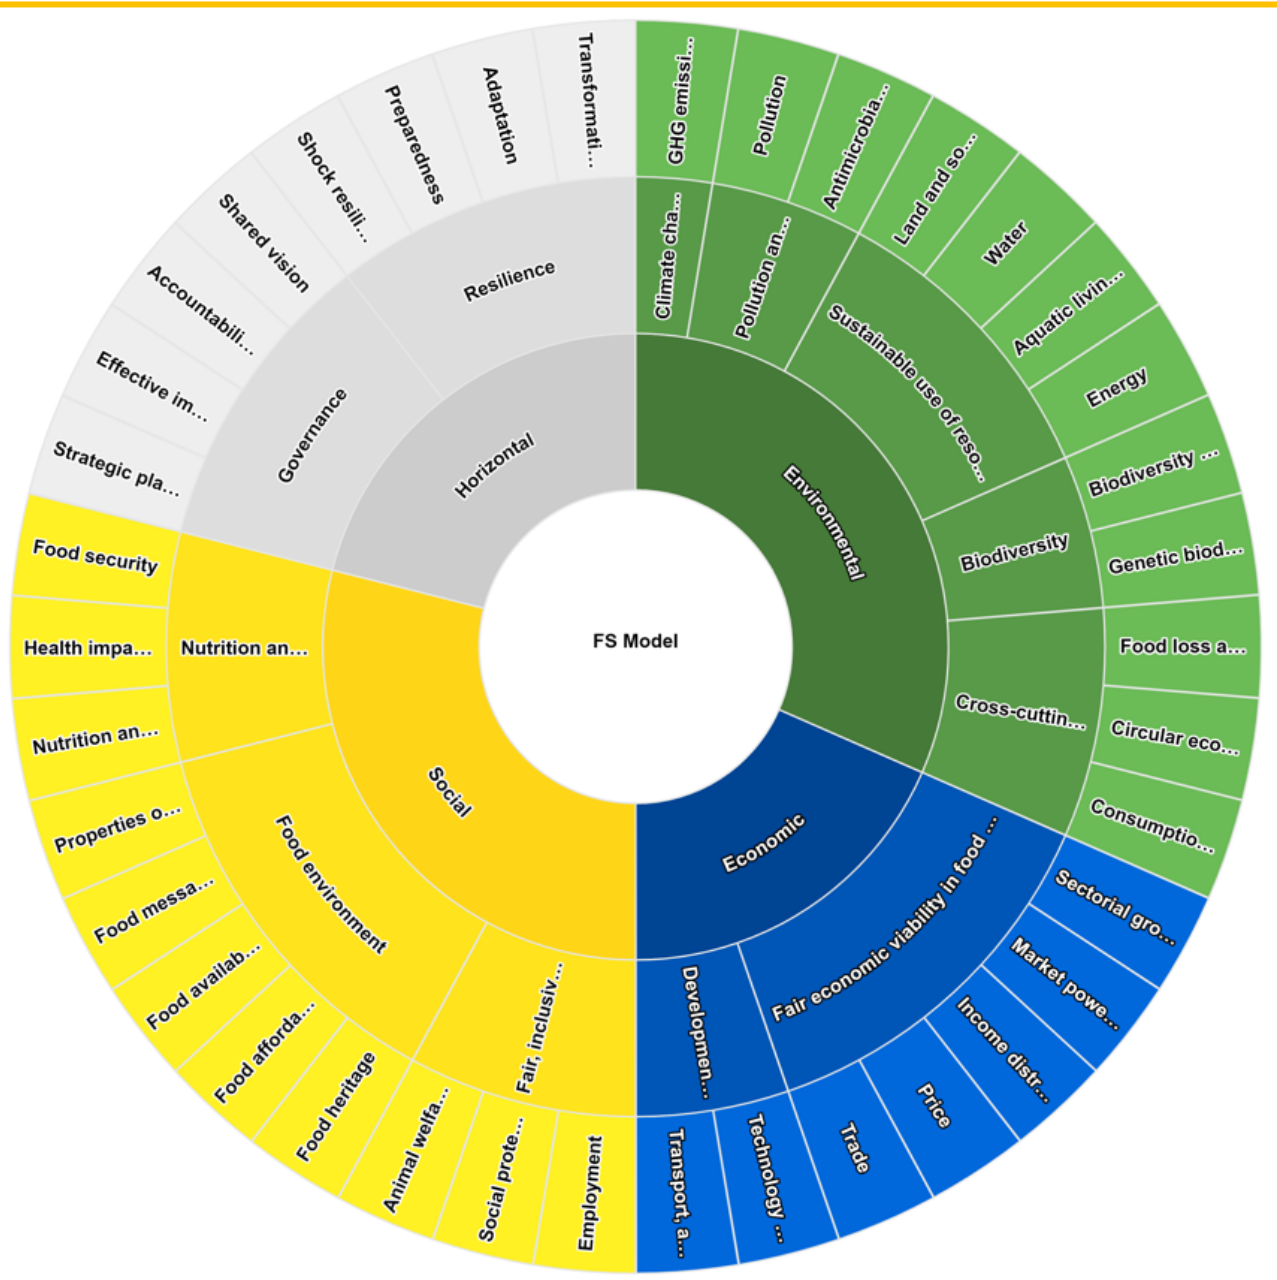 FS Model
Environmental
Climate cha...
GHG emissi...
Pollution an...
Pollution
Antimicrobia...
Sustainable use of reso...
Land and so...
Water
Aquatic livin...
Energy
Biodiversity
Biodiversity ...
Genetic biod...
Cross-cuttin...
Food loss a...
Circular eco...
Consumptio...
Economic
Fair economic viability in food ...
Sectorial gro...
Market powe...
Income distr...
Price
Trade
Developmen...
Technology ...
Transport, a...
Social
Fair, inclusiv...
Employment
Social prote...
Animal welfa...
Food environment
Food heritage
Food afforda...
Food availab...
Food messa...
Properties o...
Nutrition an...
Nutrition an...
Health impa...
Food security
Horizontal
Governance
Strategic pla...
Effective im...
Accountabili...
Shared vision
Resilience
Shock resili...
Preparedness
Adaptation
Transformati...